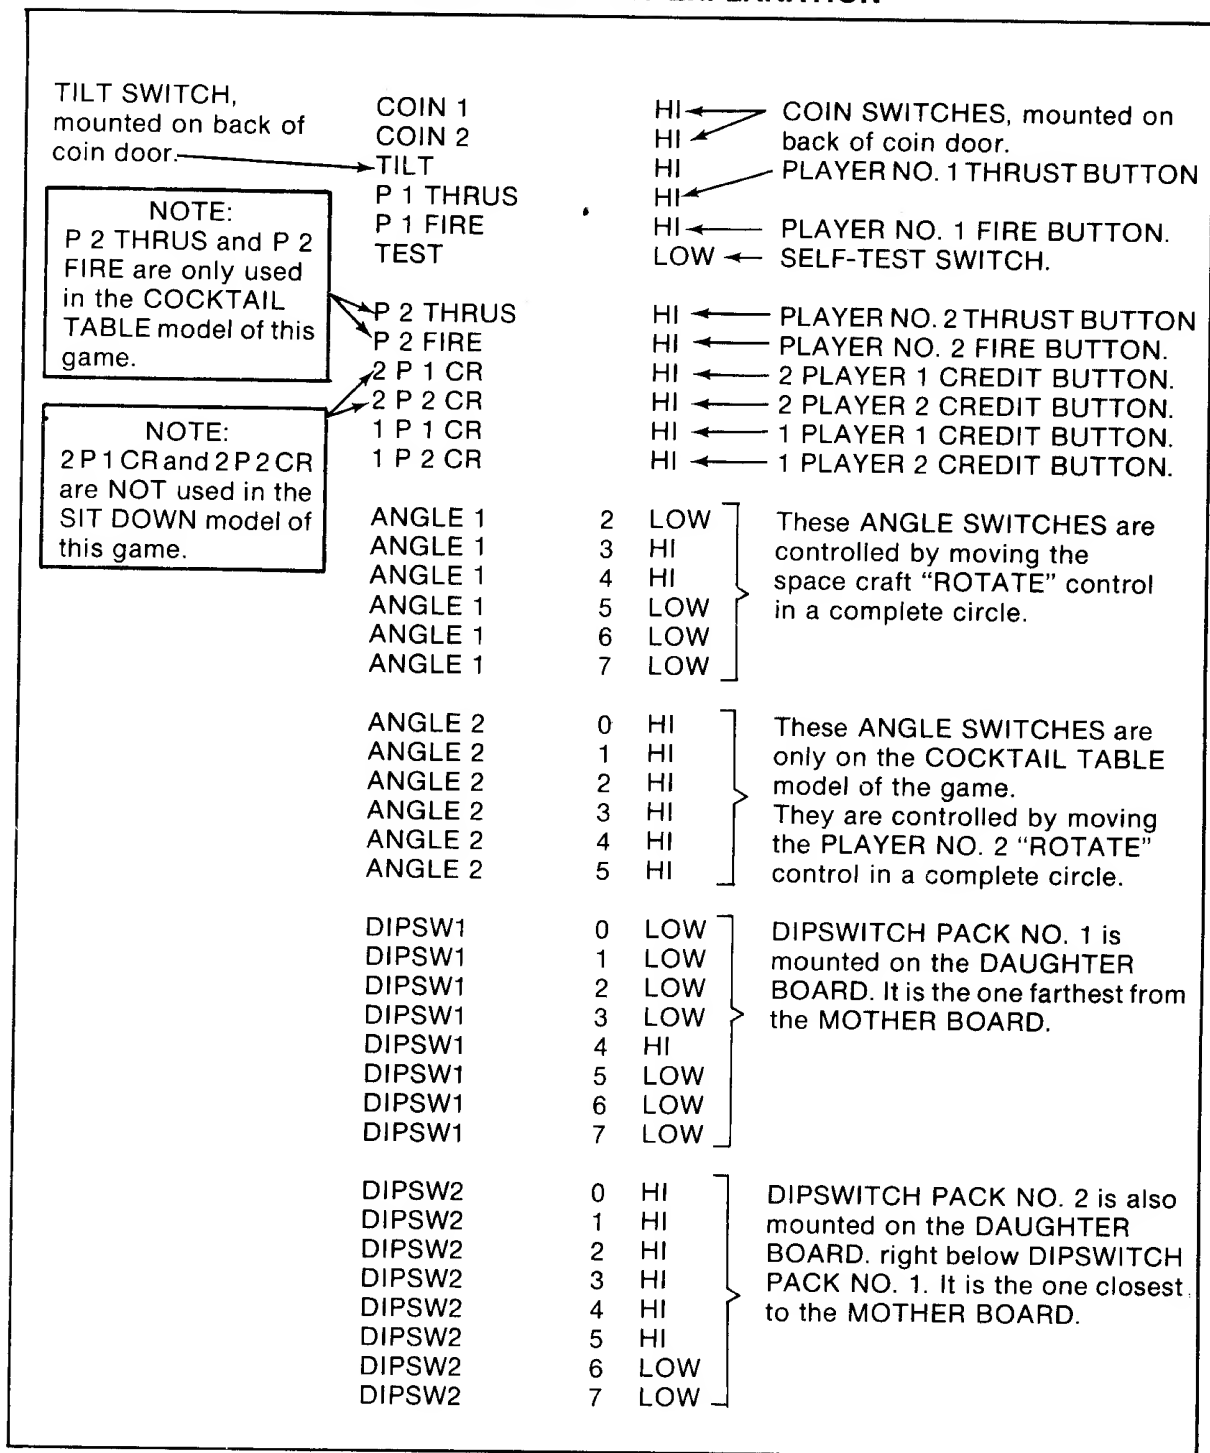 TILT SWITCH,
mounted on back of
coin door.
COIN 1 HI
COIN 2 HI
TILT HI
P 1 THRUS HI
P 1 FIRE HI
TEST LOW
COIN SWITCHES, mounted on
back of coin door.
PLAYER NO. 1 THRUST BUTTON
PLAYER NO. 1 FIRE BUTTON.
SELF-TEST SWITCH.
NOTE:
P 2 THRUS and P 2
FIRE are only used
in the COCKTAIL
TABLE model of this
game.
NOTE:
2 P 1 CR and 2 P 2 CR
are NOT used in the
SIT DOWN model of
this game.
P 2 THRUS HI PLAYER NO. 2 THRUST BUTTON
P 2 FIRE HI PLAYER NO. 2 FIRE BUTTON.
2 P 1 CR HI 2 PLAYER 1 CREDIT BUTTON.
2 P 2 CR HI 2 PLAYER 2 CREDIT BUTTON.
1 P 1 CR HI 1 PLAYER 1 CREDIT BUTTON.
1 P 2 CR HI 1 PLAYER 2 CREDIT BUTTON.
ANGLE 1 2 LOW
ANGLE 1 3 HI
ANGLE 1 4 HI
ANGLE 1 5 LOW
ANGLE 1 6 LOW
ANGLE 1 7 LOW
These ANGLE SWITCHES are
controlled by moving the
space craft “ROTATE” control
in a complete circle.
ANGLE 2 0 HI
ANGLE 2 1 HI
ANGLE 2 2 HI
ANGLE 2 3 HI
ANGLE 2 4 HI
ANGLE 2 5 HI
These ANGLE SWITCHES are
only on the COCKTAIL TABLE
model of the game.
They are controlled by moving
the PLAYER NO. 2 “ROTATE”
control in a complete circle.
DIPSW1 0 LOW
DIPSW1 1 LOW
DIPSW1 2 LOW
DIPSW1 3 LOW
DIPSW1 4 HI
DIPSW1 5 LOW
DIPSW1 6 LOW
DIPSW1 7 LOW
DIPSWITCH PACK NO. 1 is
mounted on the DAUGHTER
BOARD. It is the one farthest from
the MOTHER BOARD.
DIPSW2 0 HI
DIPSW2 1 HI
DIPSW2 2 HI
DIPSW2 3 HI
DIPSW2 4 HI
DIPSW2 5 HI
DIPSW2 6 LOW
DIPSW2 7 LOW
DIPSWITCH PACK NO. 2 is also
mounted on the DAUGHTER
BOARD. right below DIPSWITCH
PACK NO. 1. It is the one closest
to the MOTHER BOARD.